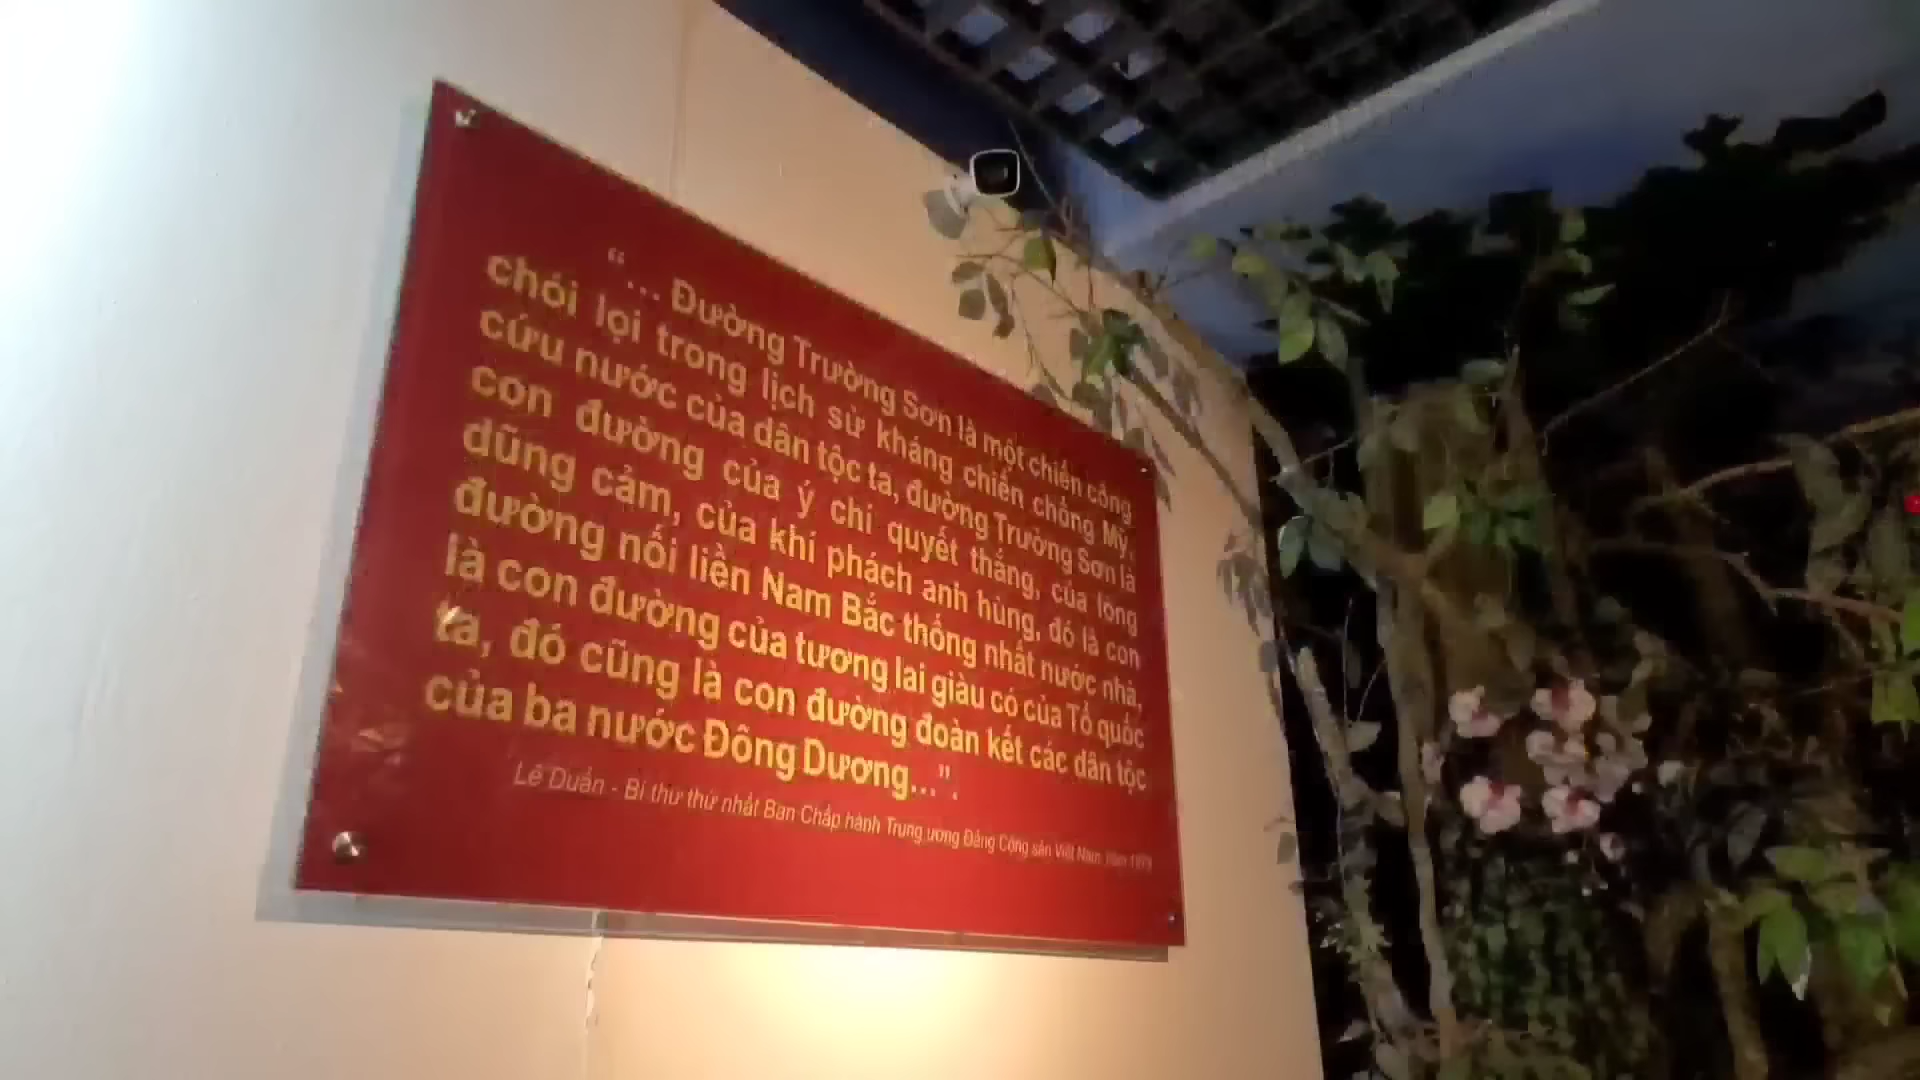 “... Đường Trường Sơn là một chiến công
chói lọi trong lịch sử kháng chiến chống Mỹ,
cứu nước của dân tộc ta, đường Trường Sơn là
con đường của ý chí quyết thắng, của lòng
dũng cảm, của khí phách anh hùng, đó là con
đường nối liền Nam Bắc thống nhất nước nhà,
là con đường của tương lai giàu có của Tổ quốc
ta, đó cũng là con đường đoàn kết các dân tộc
của ba nước Đông Dương...”.
Lê Duẩn - Bí thư thứ nhất Ban Chấp hành Trung ương Đảng Cộng sản Việt Nam, năm